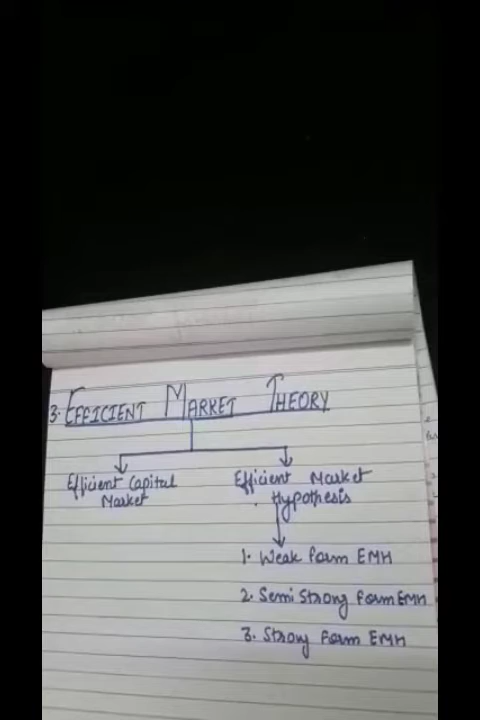 3. EFFICIENT MARKET THEORY
Efficient Capital
Market
Efficient Market
Hypothesis
1. Weak form EMH
2. Semi Strong form EMH
3. Strong form EMH